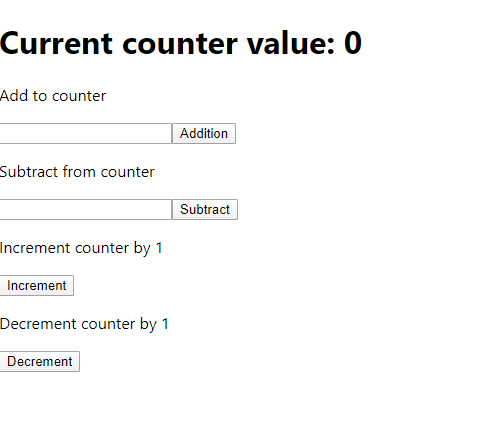 Current counter value: 0
Add to counter
Addition
Subtract from counter
Subtract
Increment counter by 1
Increment
Decrement counter by 1
Decrement